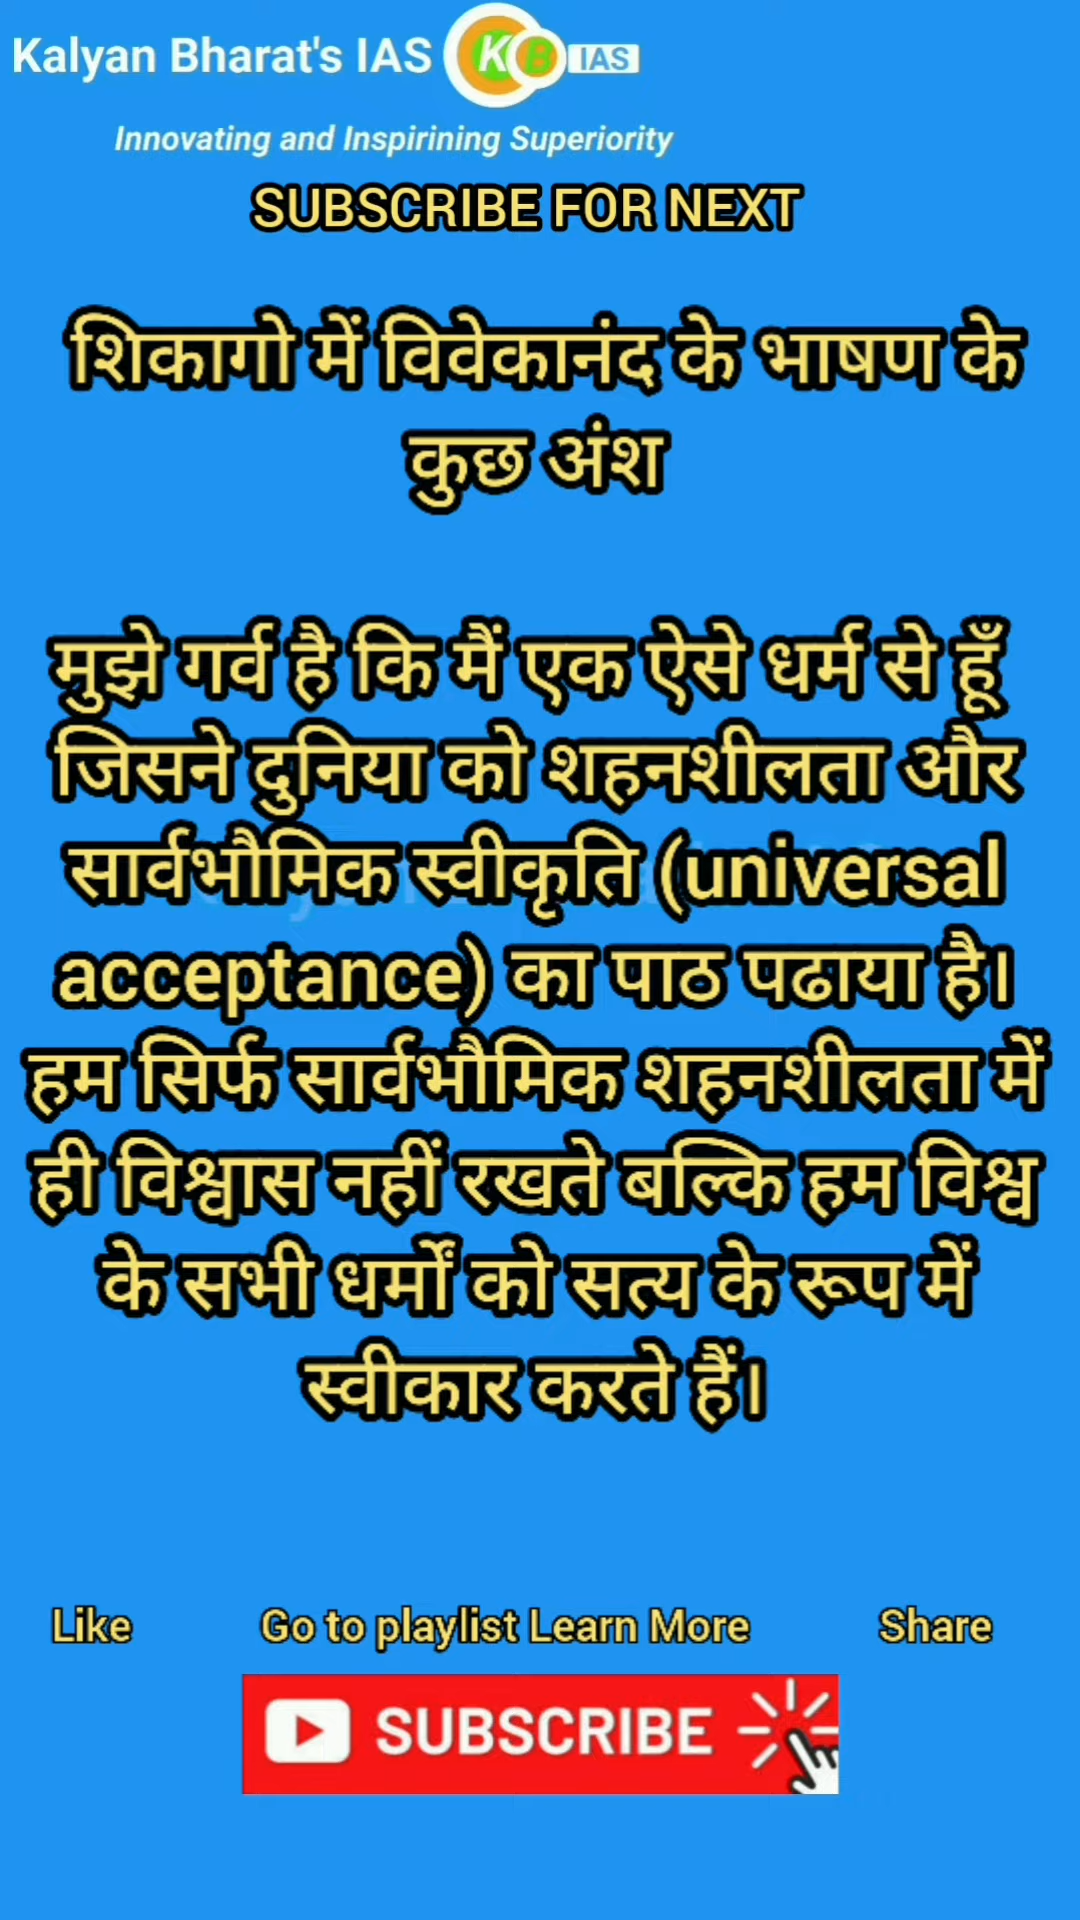 Kalyan Bharat's IAS KB IAS
Innovating and Inspirining Superiority
SUBSCRIBE FOR NEXT
शिकागो में विवेकानंद के भाषण के
कुछ अंश
मुझे गर्व है कि मैं एक ऐसे धर्म से हूँ
जिसने दुनिया को शहनशीलता और
सार्वभौमिक स्वीकृति (universal
acceptance) का पाठ पढाया है।
हम सिर्फ सार्वभौमिक शहनशीलता में
ही विश्वास नहीं रखते बल्कि हम विश्व
के सभी धर्मों को सत्य के रूप में
स्वीकार करते हैं।
Like Go to playlist Learn More Share
SUBSCRIBE